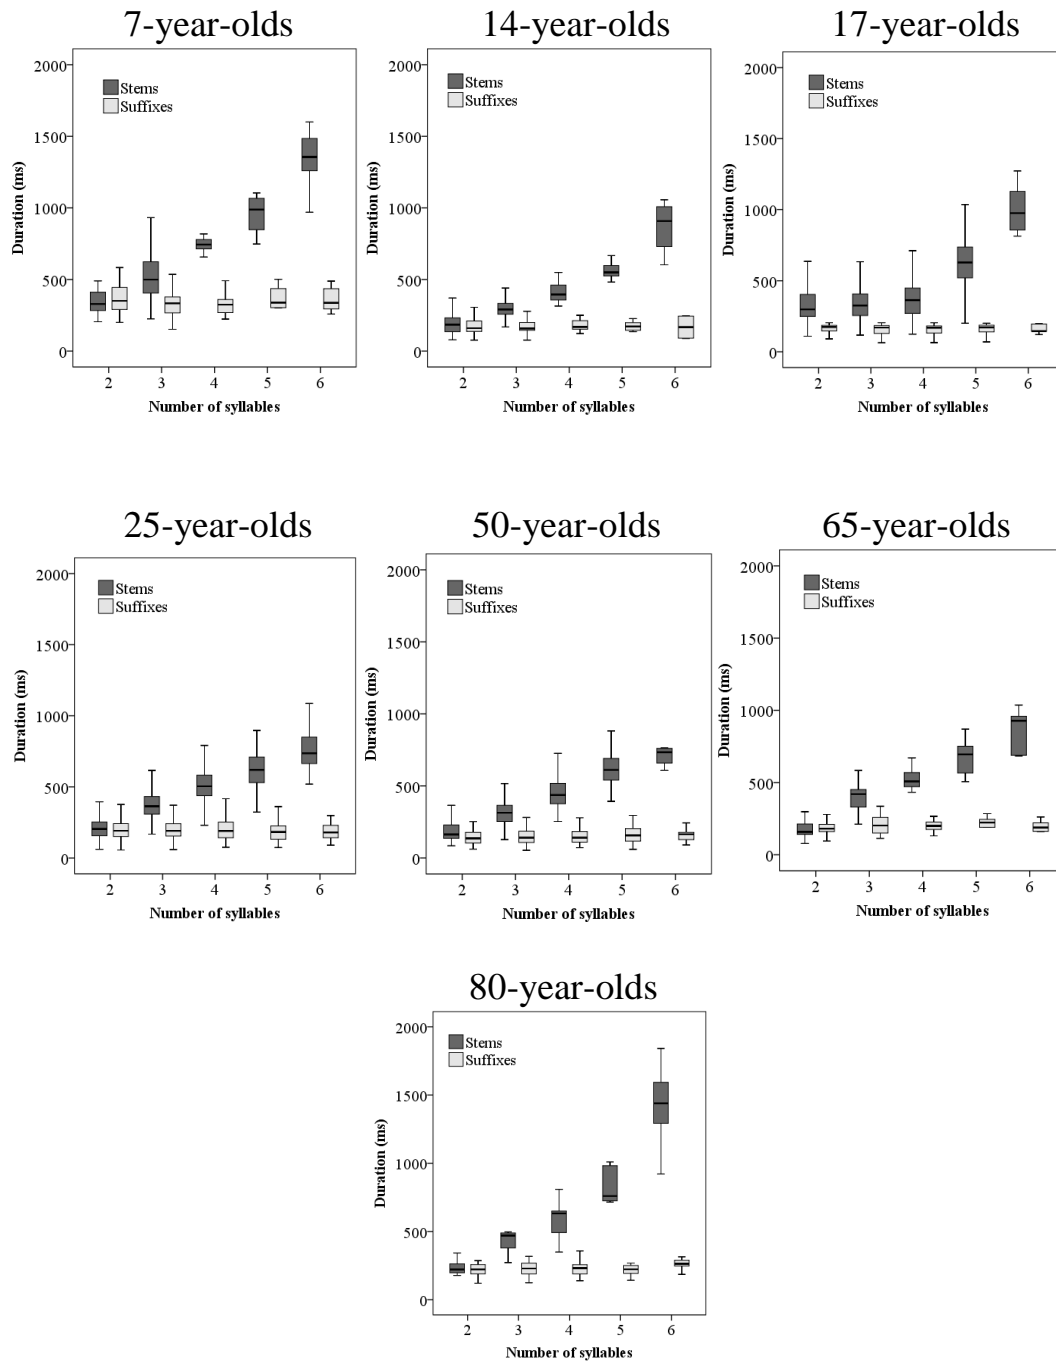 7-year-olds
14-year-olds
17-year-olds
2000
1500
1000
500
0
Duration (ms)
Stems
Suffixes
2 3 4 5 6
Number of syllables
2000
1500
1000
500
0
Duration (ms)
Stems
Suffixes
2 3 4 5 6
Number of syllables
2000
1500
1000
500
0
Duration (ms)
Stems
Suffixes
2 3 4 5 6
Number of syllables
25-year-olds
50-year-olds
65-year-olds
2000
1500
1000
500
0
Duration (ms)
Stems
Suffixes
2 3 4 5 6
Number of syllables
2000
1500
1000
500
0
Duration (ms)
Stems
Suffixes
2 3 4 5 6
Number of syllables
2000
1500
1000
500
0
Duration (ms)
Stems
Suffixes
2 3 4 5 6
Number of syllables
80-year-olds
2000
1500
1000
500
0
Duration (ms)
Stems
Suffixes
2 3 4 5 6
Number of syllables